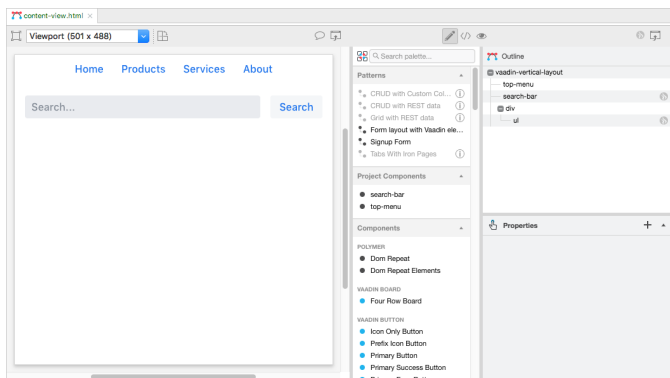 content-view.html
Viewport (501 x 488)
Home Products Services About
Search...
Search
Search palette...
Patterns
CRUD with Custom Col...
CRUD with REST data
Grid with REST data
Form layout with Vaadin ele...
Signup Form
Tabs With Iron Pages
Project Components
search-bar
top-menu
Components
POLYMER
Dom Repeat
Dom Repeat Elements
VAADIN BOARD
Four Row Board
VAADIN BUTTON
Icon Only Button
Prefix Icon Button
Primary Button
Primary Success Button
Outline
vaadin-vertical-layout
top-menu
search-bar
div
ul
Properties